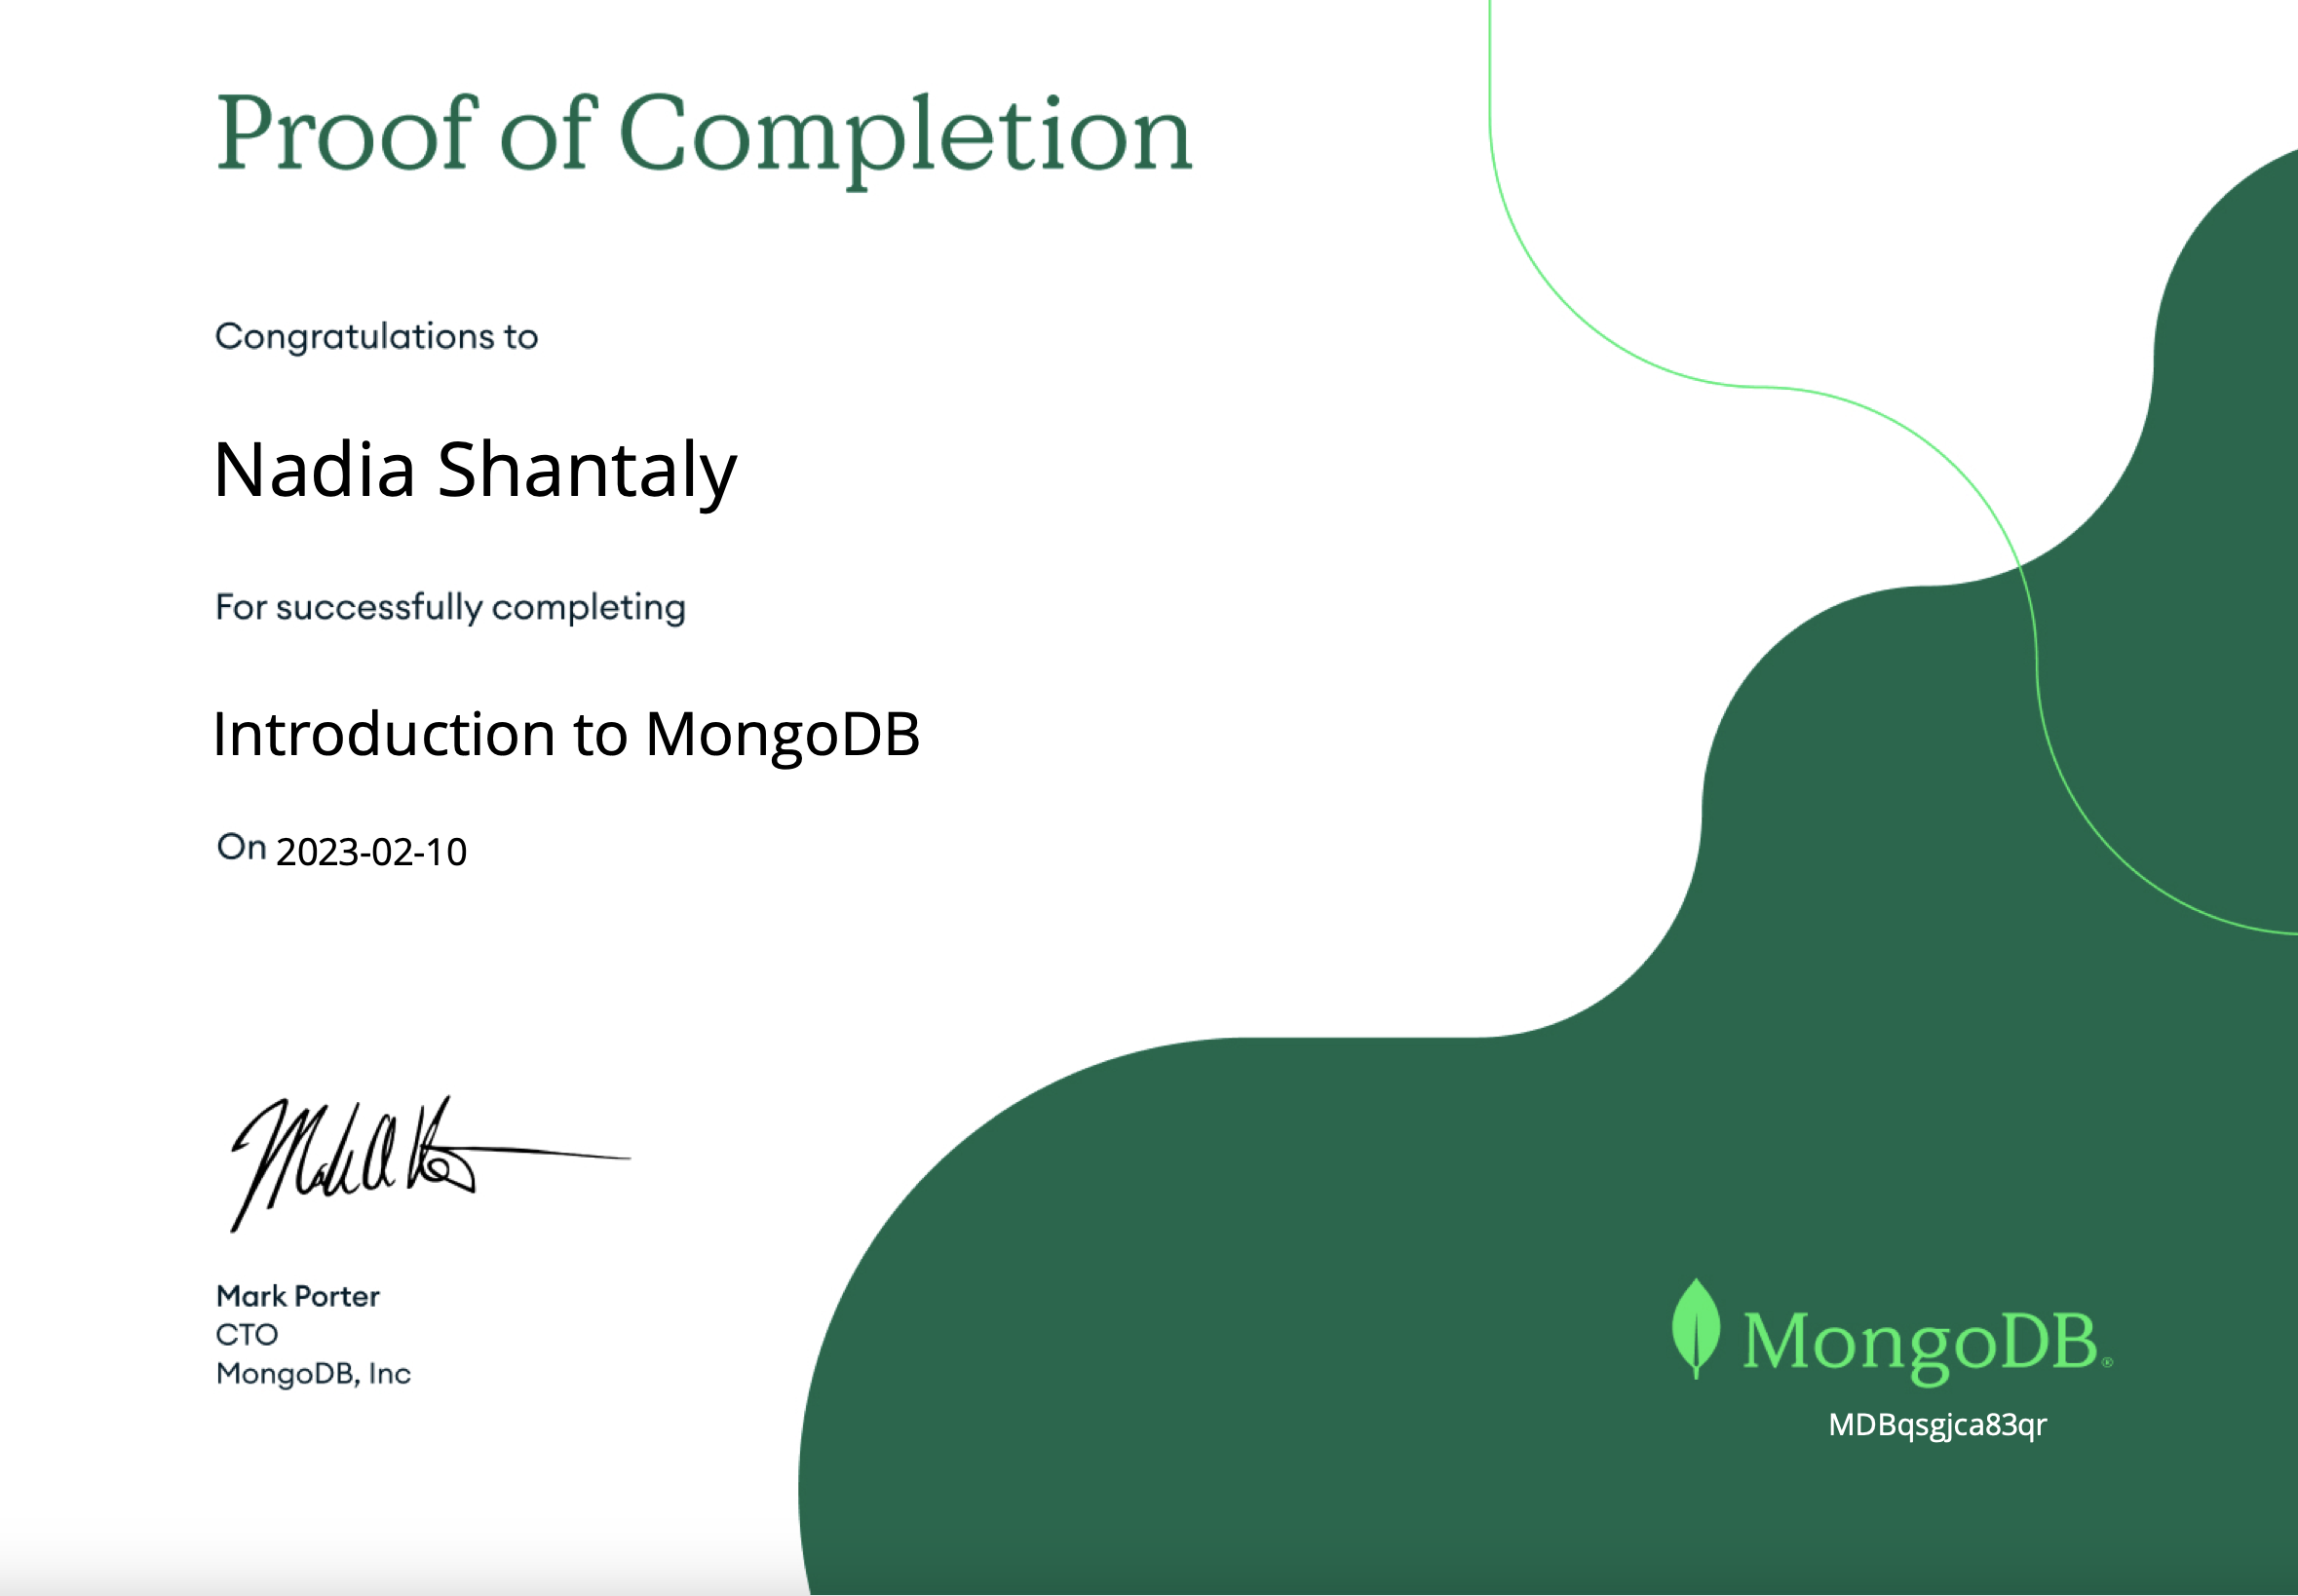 Proof of Completion
Congratulations to
Nadia Shantaly
For successfully completing
Introduction to MongoDB
On 2023-02-10
Mark Porter
CTO
MongoDB, Inc
MongoDB®
MDBqsgjca83qr